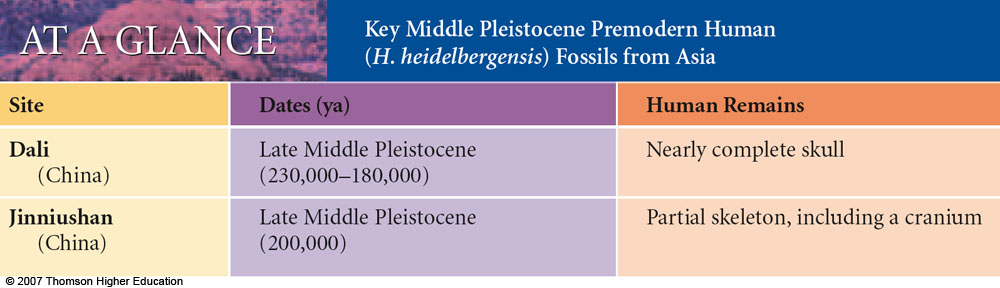 AT A GLANCE
Key Middle Pleistocene Premodern Human
(H. heidelbergensis) Fossils from Asia
Site
Dates (ya)
Human Remains
Dali
(China)
Late Middle Pleistocene
(230,000–180,000)
Nearly complete skull
Jinniushan
(China)
Late Middle Pleistocene
(200,000)
Partial skeleton, including a cranium
© 2007 Thomson Higher Education